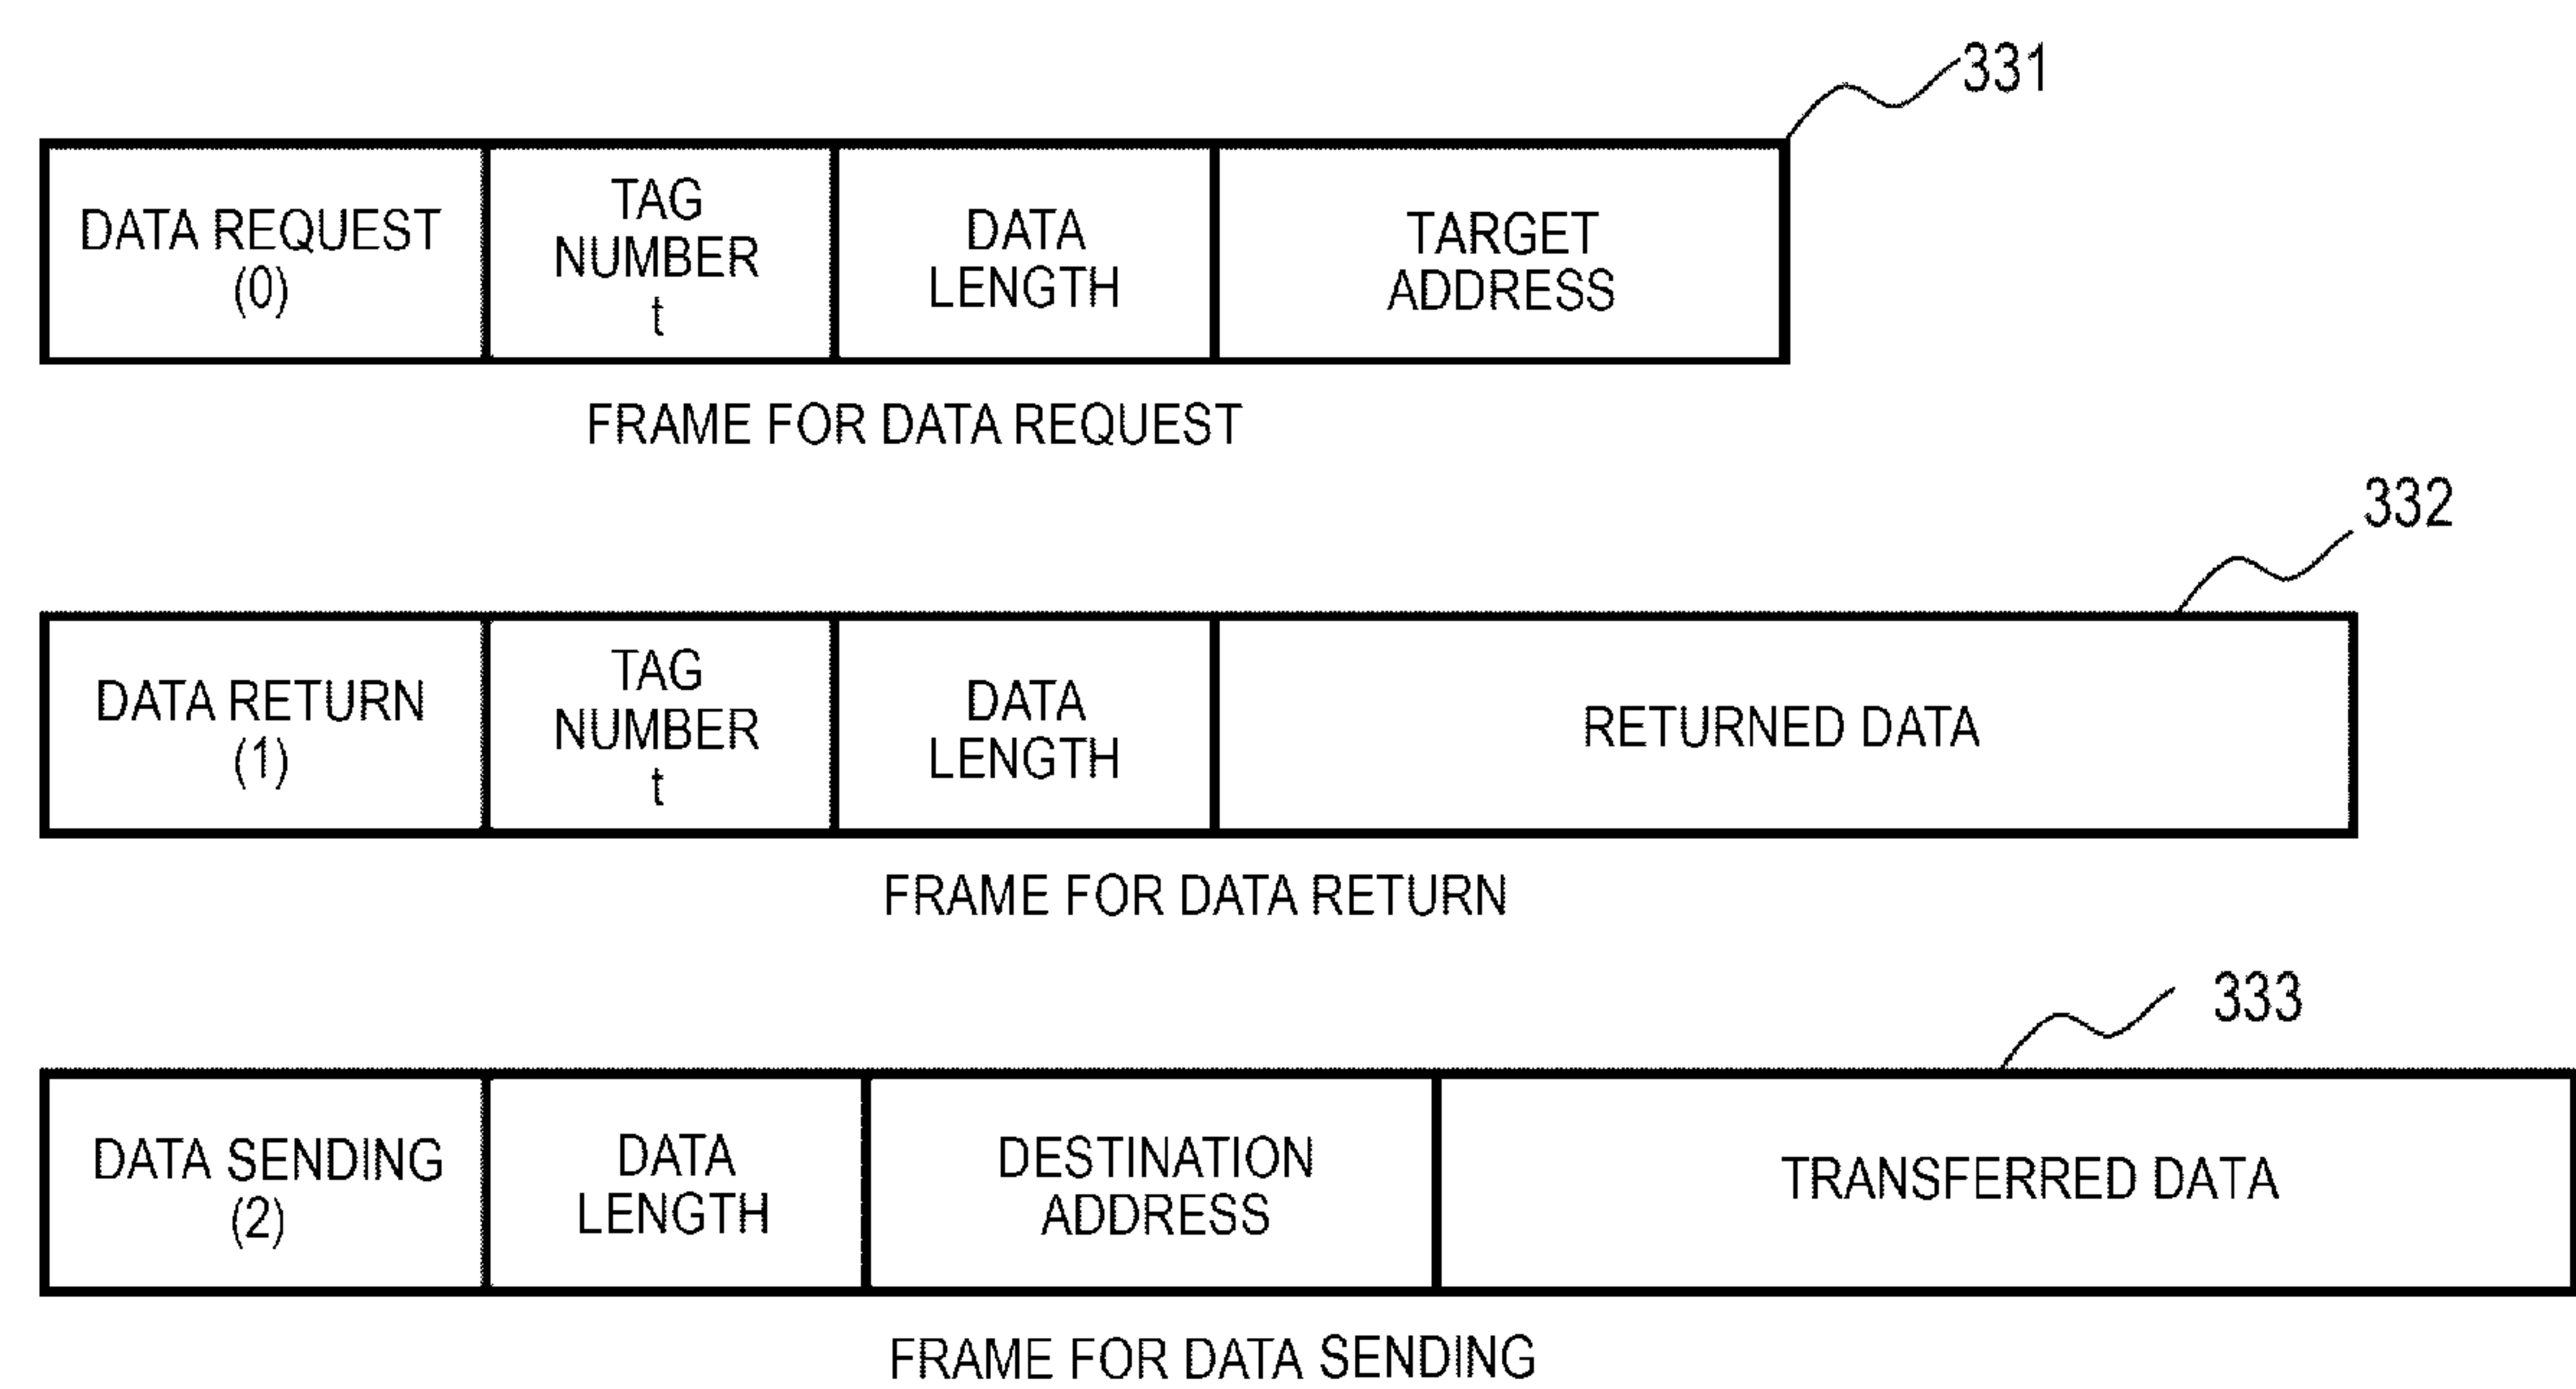 331
DATA REQUEST
(0)
TAG
NUMBER
t
DATA
LENGTH
TARGET
ADDRESS
FRAME FOR DATA REQUEST
332
DATA RETURN
(1)
TAG
NUMBER
t
DATA
LENGTH
RETURNED DATA
FRAME FOR DATA RETURN
333
DATA SENDING
(2)
DATA
LENGTH
DESTINATION
ADDRESS
TRANSFERRED DATA
FRAME FOR DATA SENDING